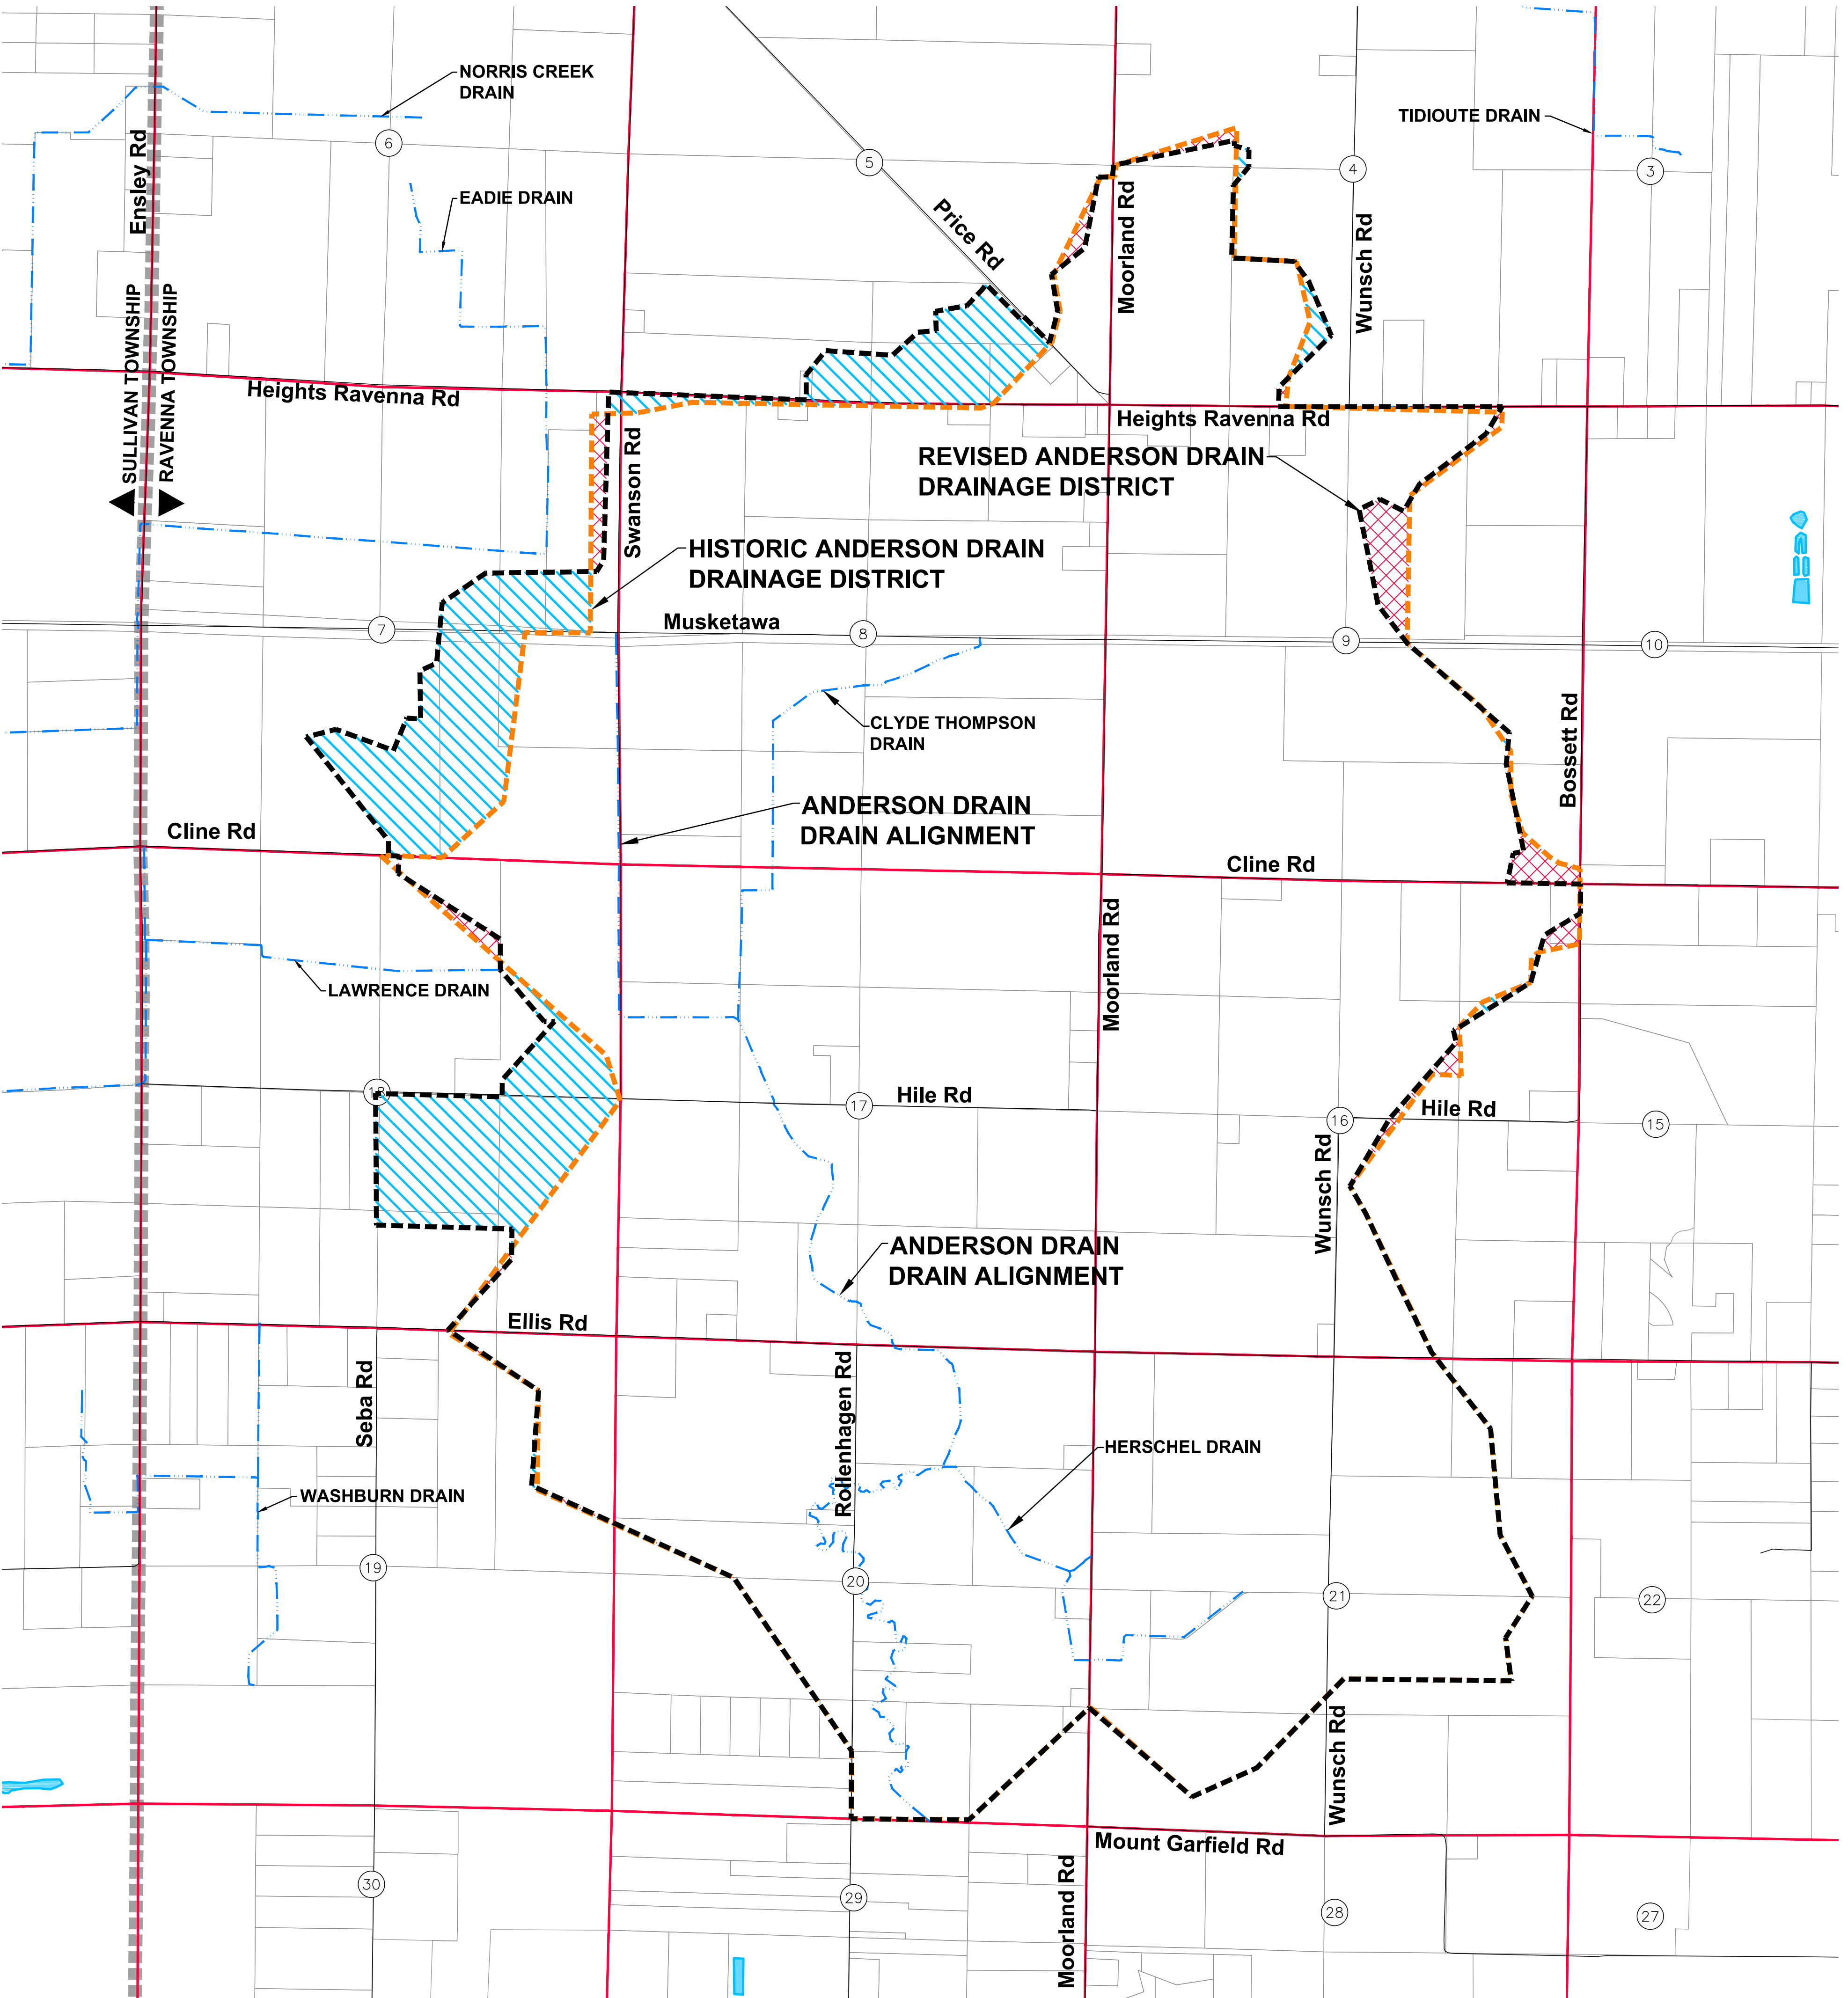 NORRIS CREEK
DRAIN
TIDIOUTE DRAIN
6
5
4
3
Ensley Rd
EADIE DRAIN
Price Rd
Moorland Rd
Wunsch Rd
SULLIVAN TOWNSHIP
RAVENNA TOWNSHIP
Heights Ravenna Rd
Heights Ravenna Rd
Swanson Rd
REVISED ANDERSON DRAIN
DRAINAGE DISTRICT
HISTORIC ANDERSON DRAIN
DRAINAGE DISTRICT
7
Musketawa
8
9
10
CLYDE THOMPSON
DRAIN
Bossett Rd
ANDERSON DRAIN
DRAIN ALIGNMENT
Cline Rd
Cline Rd
Moorland Rd
LAWRENCE DRAIN
18
17
Hile Rd
16
Hile Rd
15
Wunsch Rd
ANDERSON DRAIN
DRAIN ALIGNMENT
Ellis Rd
Seba Rd
Rollenhagen Rd
HERSCHEL DRAIN
WASHBURN DRAIN
19
20
21
22
Wunsch Rd
Mount Garfield Rd
Moorland Rd
30
29
28
27